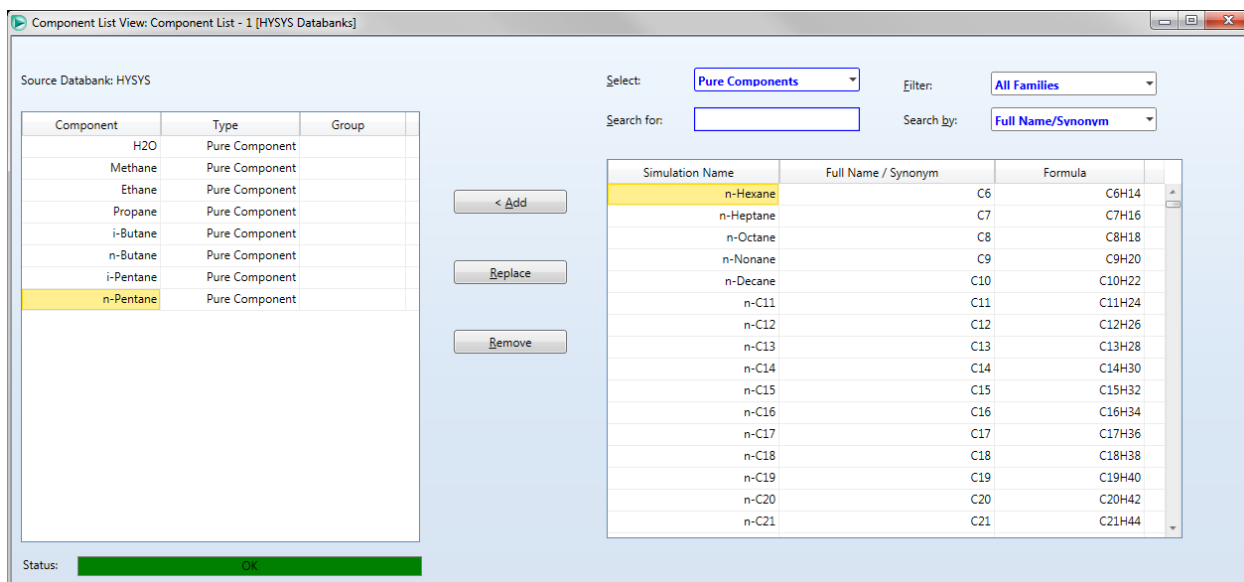 Component List View: Component List - 1 [HYSYS Databanks]
Source Databank: HYSYS
Select: Pure Components Filter: All Families
Search for: Search by: Full Name/Synonym
Component Type Group
H2O Pure Component
Methane Pure Component
Ethane Pure Component
Propane Pure Component
i-Butane Pure Component
n-Butane Pure Component
i-Pentane Pure Component
n-Pentane Pure Component
< Add
Replace
Remove
Simulation Name Full Name / Synonym Formula
n-Hexane C6 C6H14
n-Heptane C7 C7H16
n-Octane C8 C8H18
n-Nonane C9 C9H20
n-Decane C10 C10H22
n-C11 C11 C11H24
n-C12 C12 C12H26
n-C13 C13 C13H28
n-C14 C14 C14H30
n-C15 C15 C15H32
n-C16 C16 C16H34
n-C17 C17 C17H36
n-C18 C18 C18H38
n-C19 C19 C19H40
n-C20 C20 C20H42
n-C21 C21 C21H44
Status: OK